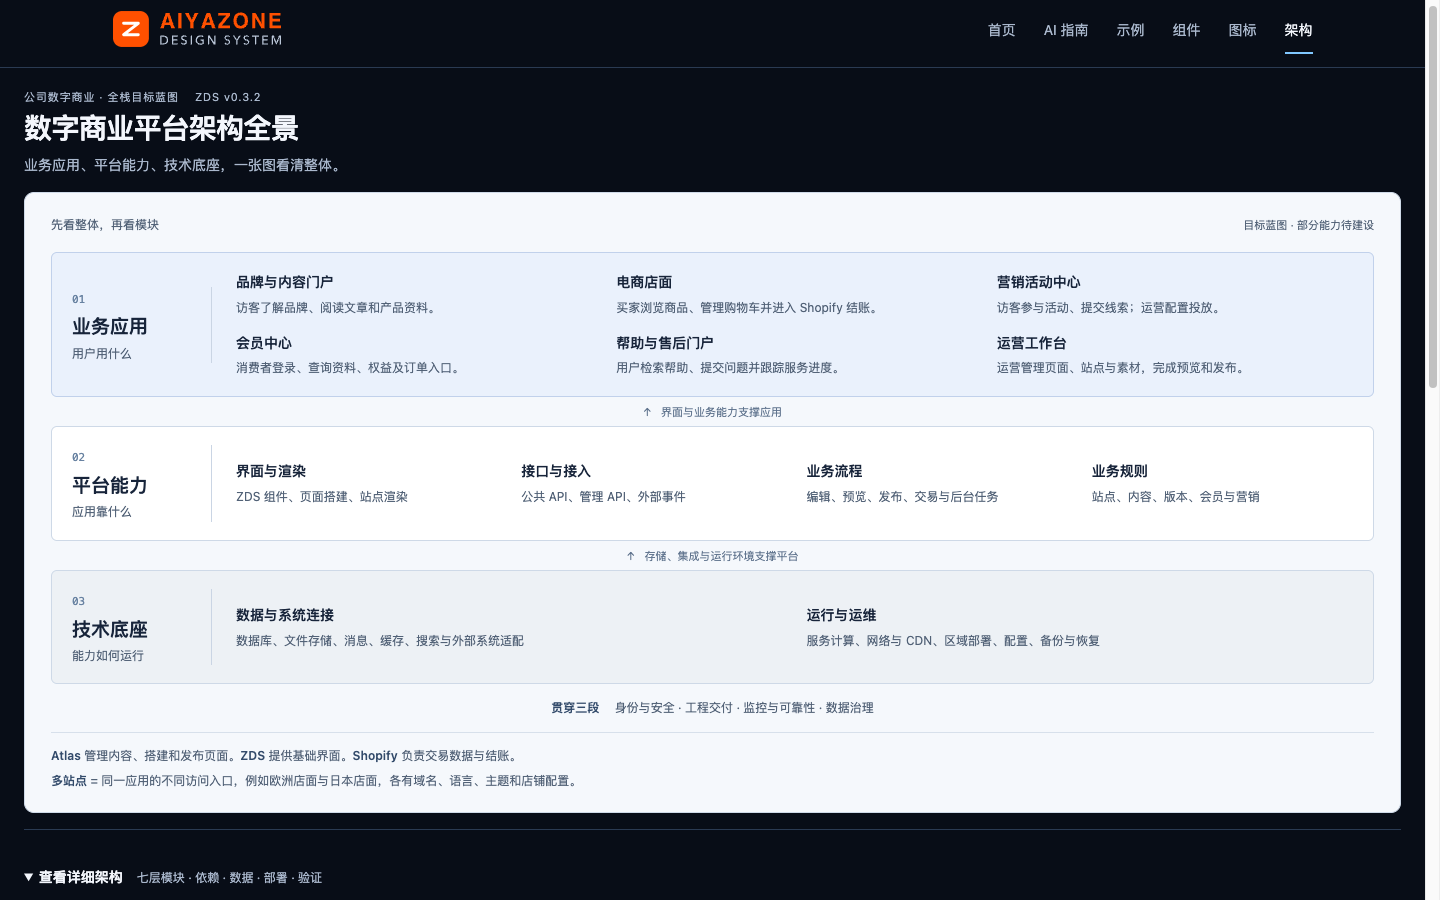 AIYAZONE
DESIGN SYSTEM
首页 AI 指南 示例 组件 图标 架构
公司数字商业 · 全栈目标蓝图 ZDS v0.3.2
数字商业平台架构全景
业务应用、平台能力、技术底座，一张图看清整体。
先看整体，再看模块
目标蓝图 · 部分能力待建设
01
业务应用
用户用什么
品牌与内容门户
访客了解品牌、阅读文章和产品资料。
电商店面
买家浏览商品、管理购物车并进入 Shopify 结账。
营销活动中心
访客参与活动、提交线索；运营配置投放。
会员中心
消费者登录、查询资料、权益及订单入口。
帮助与售后门户
用户检索帮助、提交问题并跟踪服务进度。
运营工作台
运营管理页面、站点与素材，完成预览和发布。
↑ 界面与业务能力支撑应用
02
平台能力
应用靠什么
界面与渲染
ZDS 组件、页面搭建、站点渲染
接口与接入
公共 API、管理 API、外部事件
业务流程
编辑、预览、发布、交易与后台任务
业务规则
站点、内容、版本、会员与营销
↑ 存储、集成与运行环境支撑平台
03
技术底座
能力如何运行
数据与系统连接
数据库、文件存储、消息、缓存、搜索与外部系统适配
运行与运维
服务计算、网络与 CDN、区域部署、配置、备份与恢复
贯穿三段 身份与安全 · 工程交付 · 监控与可靠性 · 数据治理
Atlas 管理内容、搭建和发布页面。ZDS 提供基础界面。Shopify 负责交易数据与结账。
多站点 = 同一应用的不同访问入口，例如欧洲店面与日本店面，各有域名、语言、主题和店铺配置。
▼ 查看详细架构 七层模块 · 依赖 · 数据 · 部署 · 验证